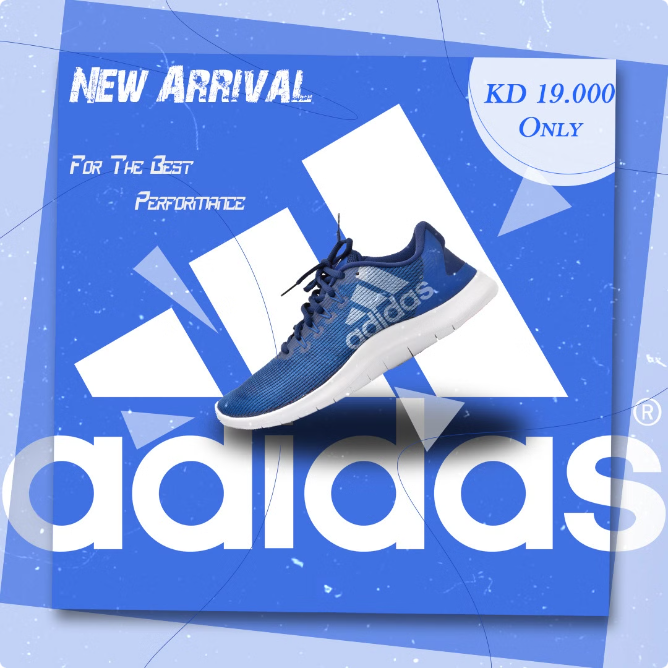 New Arrival
KD 19.000
Only
For The Best
Performance
adidas
adidas®